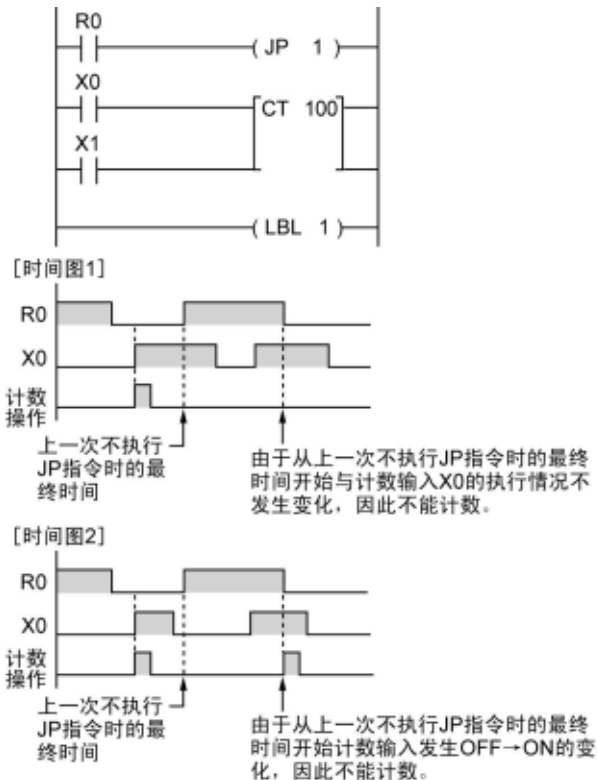 R0
( JP 1 )
X0
CT 100
X1
( LBL 1 )
[时间图1]
R0
X0
计数
操作
上一次不执行
JP指令时的最
终时间
由于从上一次不执行JP指令时的最终
时间开始与计数输入X0的执行情况不
发生变化，因此不能计数。
[时间图2]
R0
X0
计数
操作
上一次不执行
JP指令时的最
终时间
由于从上一次不执行JP指令时的最终
时间开始计数输入发生OFF→ON的变
化，因此不能计数。